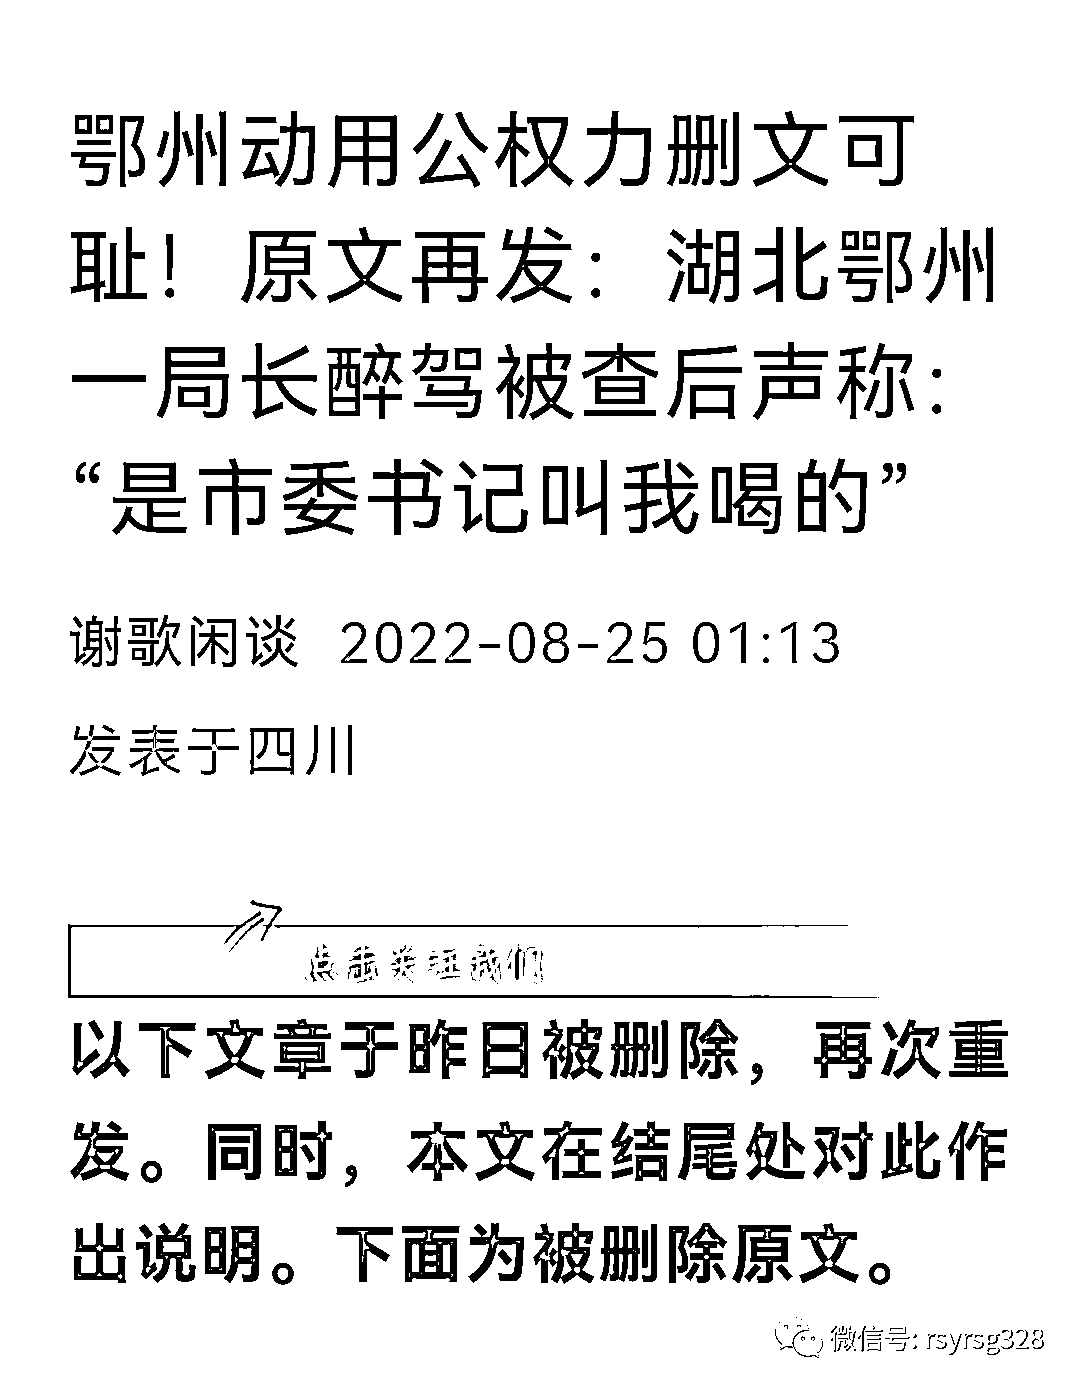 鄂州动用公权力删文可
耻！原文再发：湖北鄂州
一局长醉驾被查后声称：
“是市委书记叫我喝的”
谢歌闲谈 2022-08-25 01:13
发表于四川
点击关注我们
以下文章于昨日被删除，再次重
发。同时，本文在结尾处对此作
出说明。下面为被删除原文。
微信号: rsyrsg328